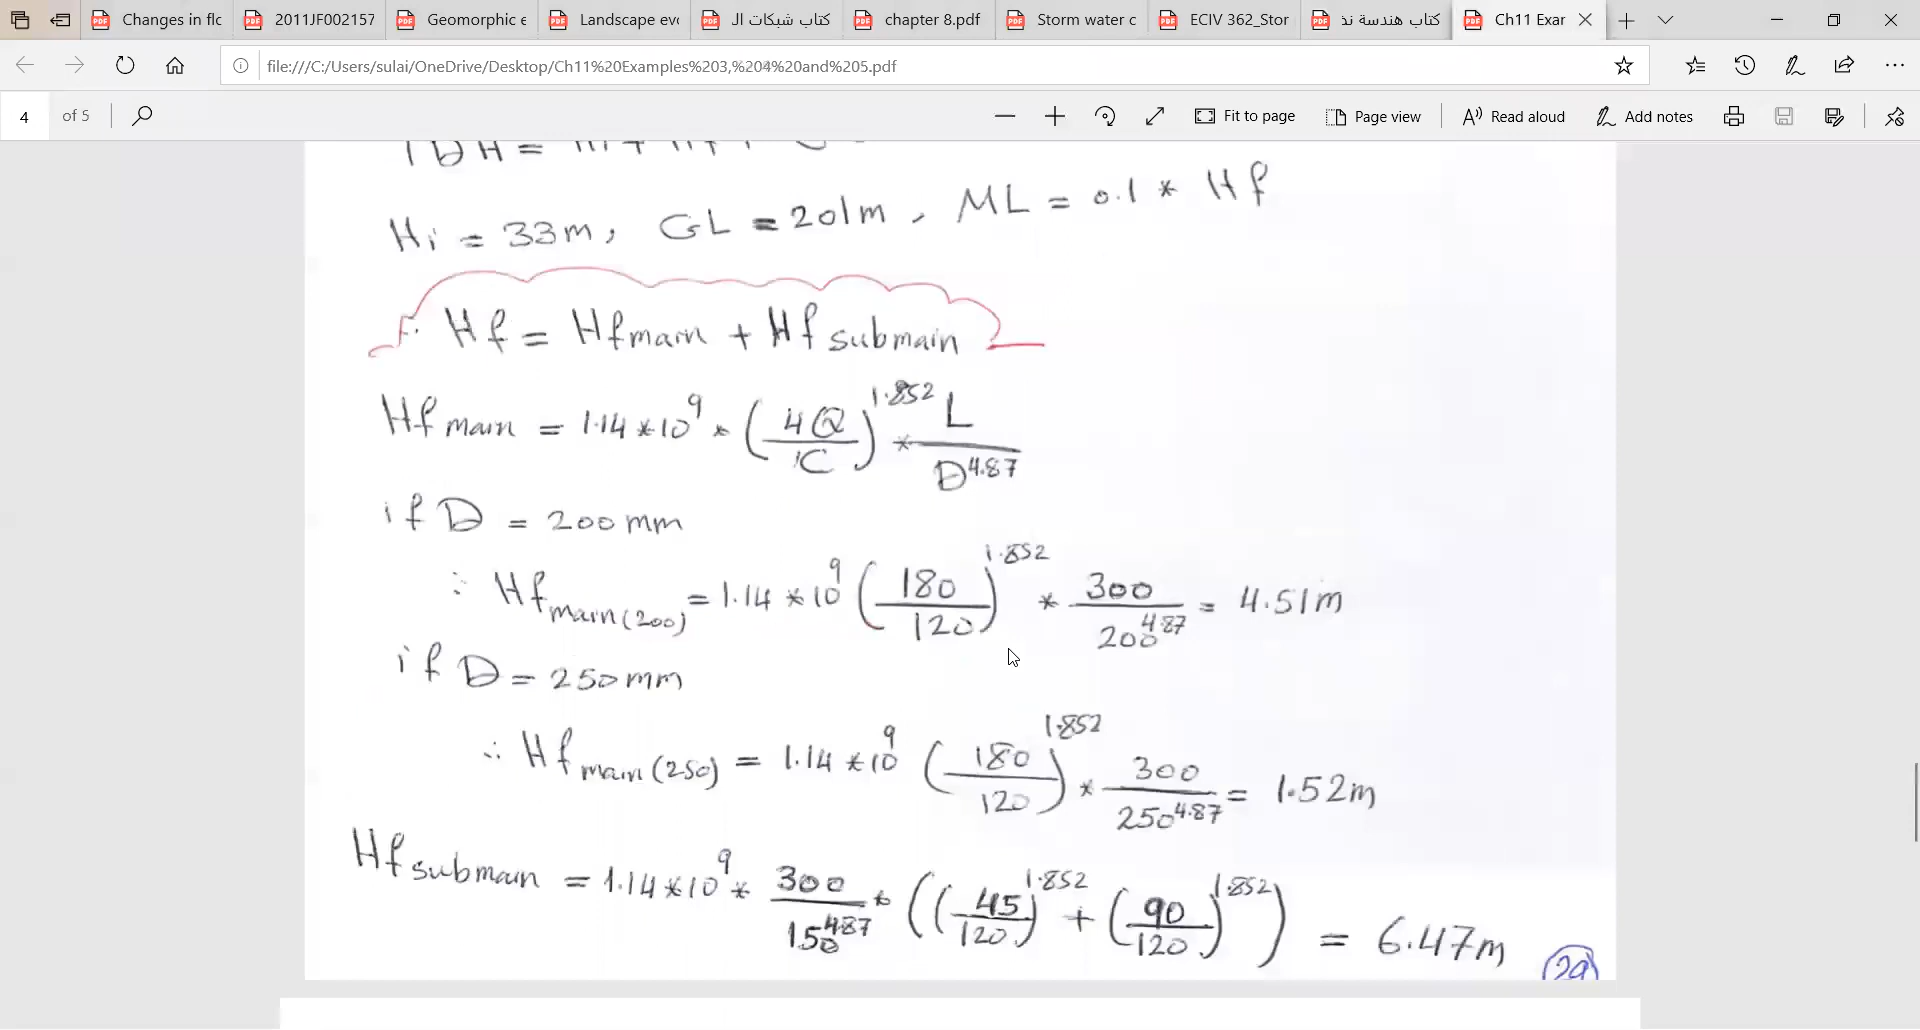 Changes in flc
2011JF002157
Geomorphic e
Landscape evo
كتاب شبكات ال
chapter 8.pdf
Storm water c
ECIV 362_Stor
كتاب هندسة نذ
Ch11 Exar
file:///C:/Users/sulai/OneDrive/Desktop/Ch11%20Examples%203,%204%20and%205.pdf
4 of 5 Fit to page Page view Read aloud Add notes
TDH =
Hi = 33m, GL = 201m, ML = 0.1 * Hf
Hf = Hf main + Hf submain
Hf main = 1.14*10^9 * (4Q/C)^1.852 * L/D^4.87
if D = 200 mm
∴ Hf main(200) = 1.14*10^9 (180/120)^1.852 * 300/200^4.87 = 4.51m
if D = 250 mm
∴ Hf main(250) = 1.14*10^9 (180/120)^1.852 * 300/250^4.87 = 1.52m
Hf submain = 1.14*10^9 * 300/150^4.87 * ((45/120)^1.852 + (90/120)^1.852) = 6.47m